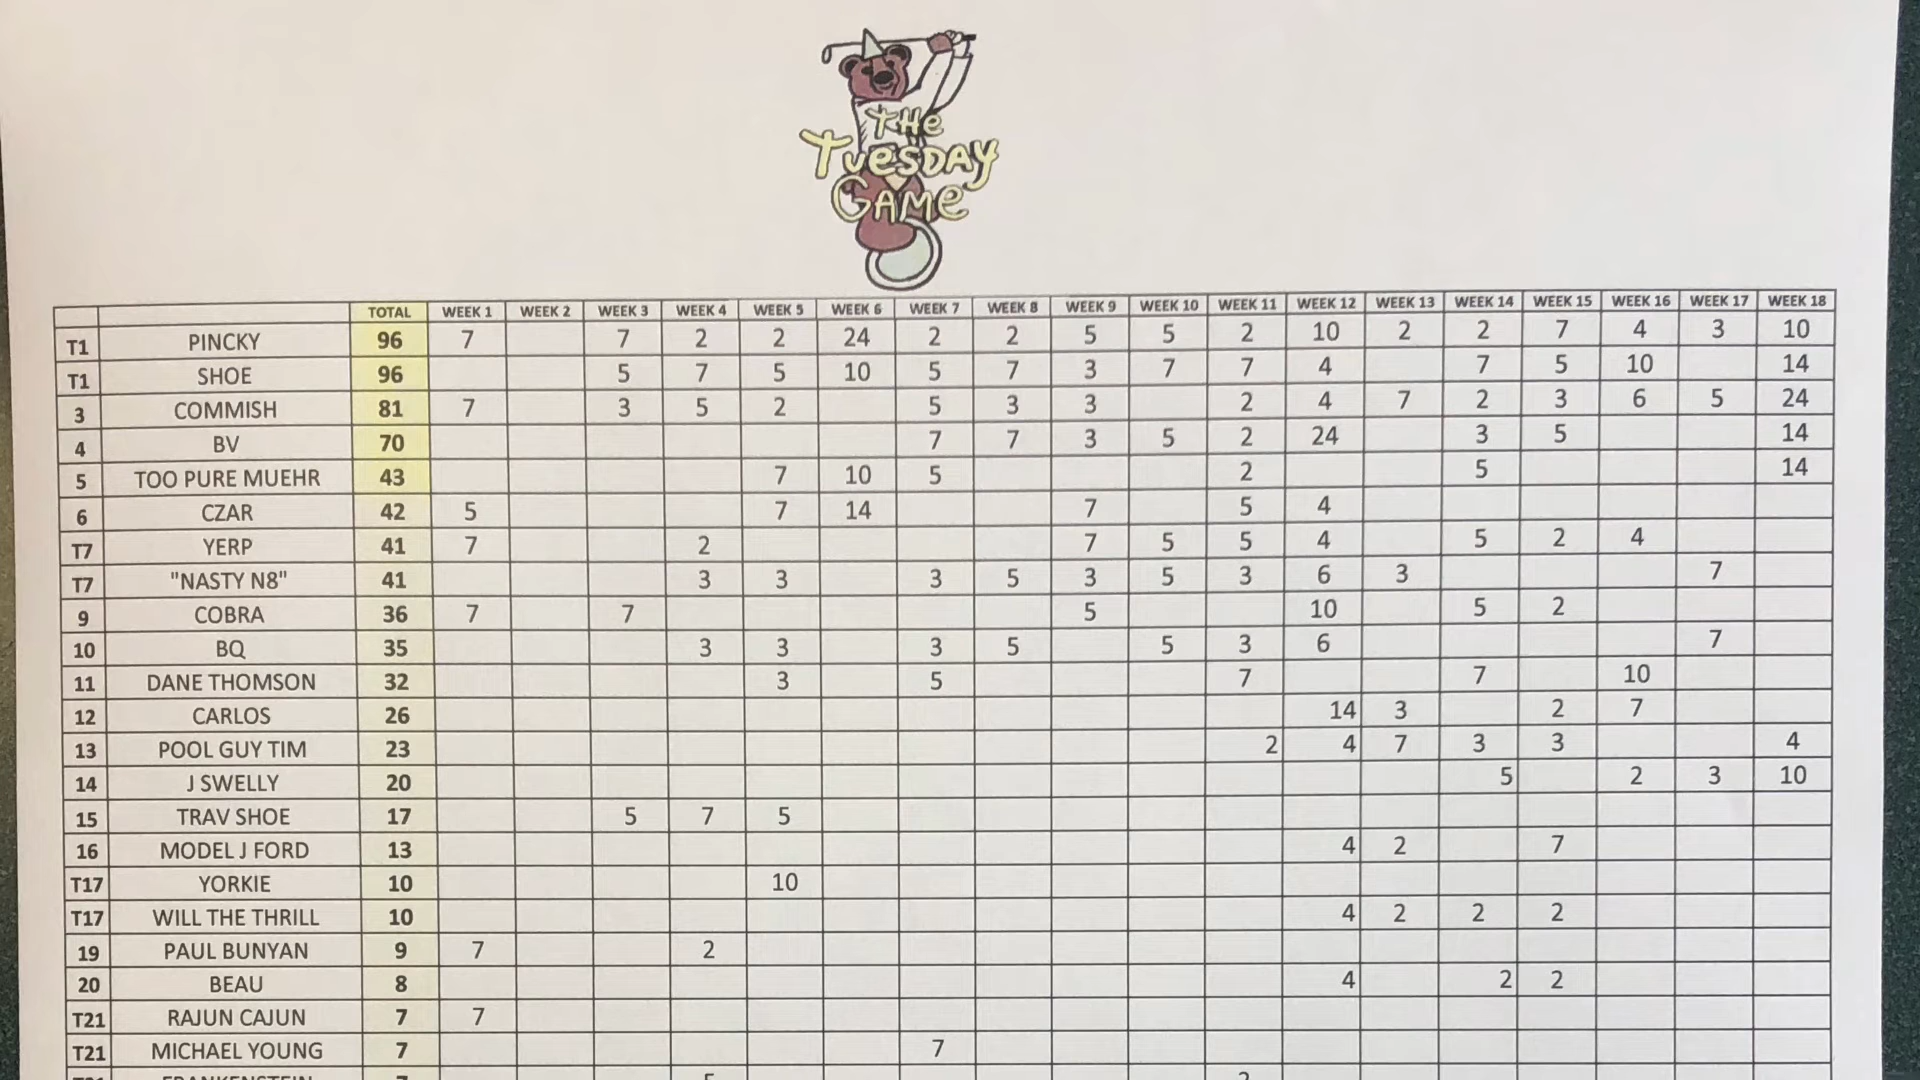 THE
TUESDAY
GAME
TOTAL WEEK 1 WEEK 2 WEEK 3 WEEK 4 WEEK 5 WEEK 6 WEEK 7 WEEK 8 WEEK 9 WEEK 10 WEEK 11 WEEK 12 WEEK 13 WEEK 14 WEEK 15 WEEK 16 WEEK 17 WEEK 18
T1 PINCKY 96 7 7 2 2 24 2 2 5 5 2 10 2 2 7 4 3 10
T1 SHOE 96 5 7 5 10 5 7 3 7 7 4 7 5 10 14
3 COMMISH 81 7 3 5 2 5 3 3 2 4 7 2 3 6 5 24
4 BV 70 7 7 3 5 2 24 3 5 14
5 TOO PURE MUEHR 43 7 10 5 2 5 14
6 CZAR 42 5 7 14 7 5 4
T7 YERP 41 7 2 7 5 5 4 5 2 4
T7 "NASTY N8" 41 3 3 3 5 3 5 3 6 3 7
9 COBRA 36 7 7 5 10 5 2
10 BQ 35 3 3 3 5 5 3 6 7
11 DANE THOMSON 32 3 5 7 7 10
12 CARLOS 26 14 3 2 7
13 POOL GUY TIM 23 2 4 7 3 3 4
14 J SWELLY 20 5 2 3 10
15 TRAV SHOE 17 5 7 5
16 MODEL J FORD 13 4 2 7
T17 YORKIE 10 10
T17 WILL THE THRILL 10 4 2 2 2
19 PAUL BUNYAN 9 7 2
20 BEAU 8 4 2 2
T21 RAJUN CAJUN 7 7
T21 MICHAEL YOUNG 7 7